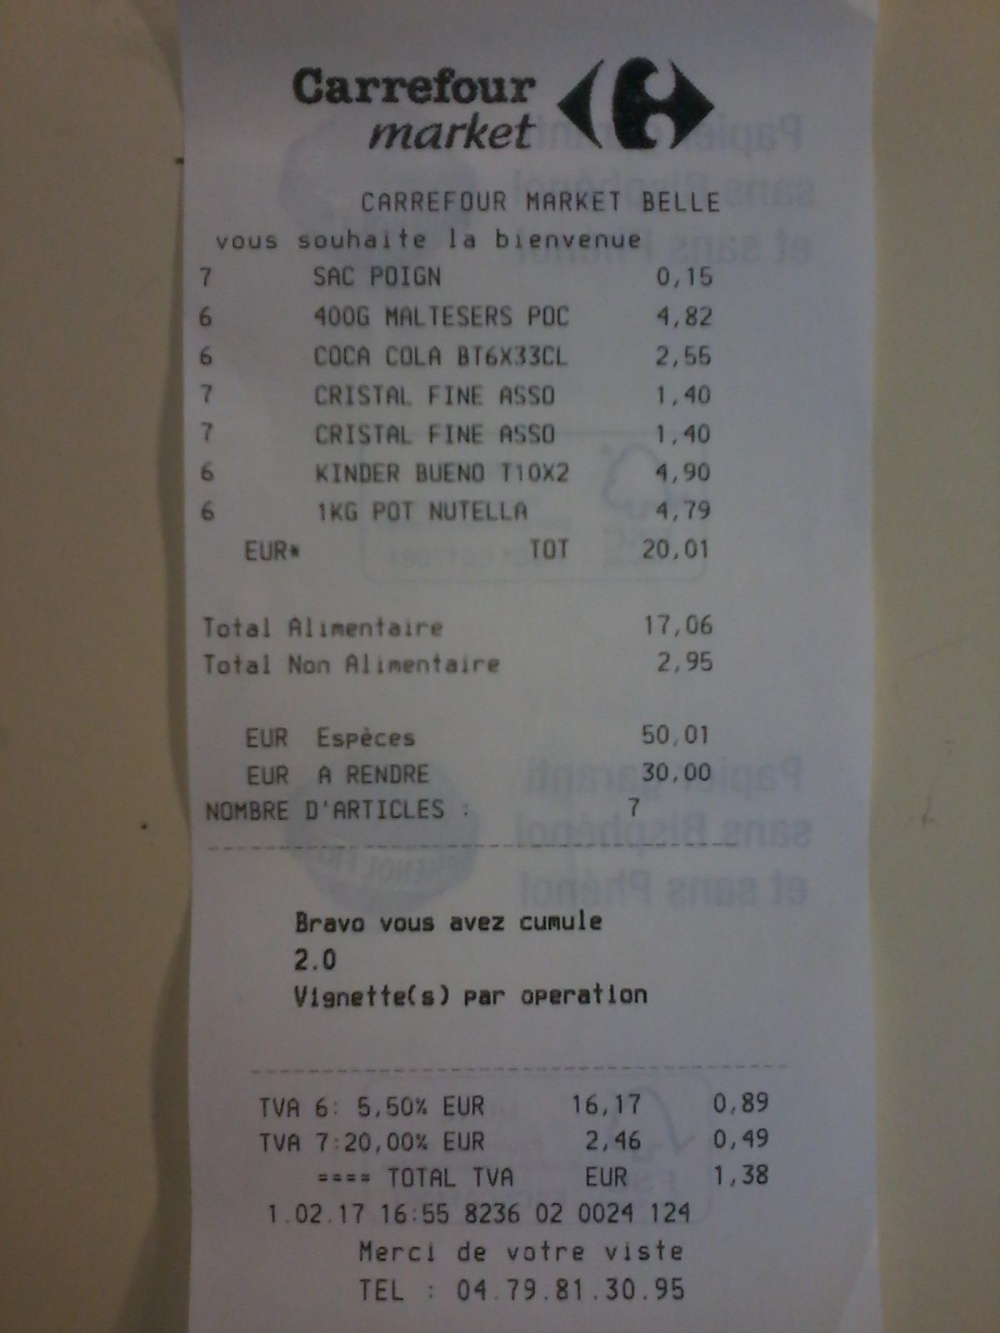 Carrefour
market
CARREFOUR MARKET BELLE
vous souhaite la bienvenue
7 SAC POIGN 0,15
6 400G MALTESERS POC 4,82
6 COCA COLA BT6X33CL 2,55
7 CRISTAL FINE ASSO 1,40
7 CRISTAL FINE ASSO 1,40
6 KINDER BUENO T10X2 4,90
6 1KG POT NUTELLA 4,79
EUR* TOT 20,01
Total Alimentaire 17,06
Total Non Alimentaire 2,95
EUR Espèces 50,01
EUR A RENDRE 30,00
NOMBRE D'ARTICLES : 7
Bravo vous avez cumule
2.0
Vignette(s) par operation
TVA 6: 5,50% EUR 16,17 0,89
TVA 7:20,00% EUR 2,46 0,49
==== TOTAL TVA EUR 1,38
1.02.17 16:55 8236 02 0024 124
Merci de votre viste
TEL : 04.79.81.30.95
Papier garanti
sans Bisphénol
et sans Phénol
Papier garanti
sans Bisphénol
et sans Phénol